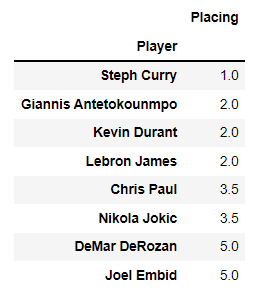 Placing
Player
Steph Curry 1.0
Giannis Antetokounmpo 2.0
Kevin Durant 2.0
Lebron James 2.0
Chris Paul 3.5
Nikola Jokic 3.5
DeMar DeRozan 5.0
Joel Embid 5.0